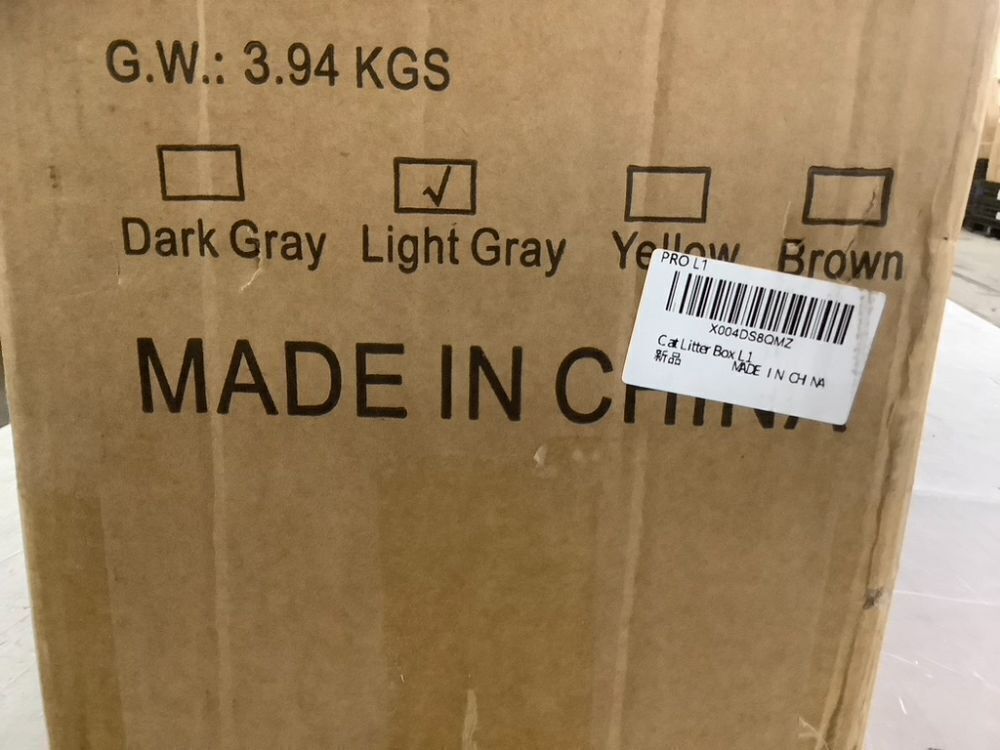 G.W.: 3.94 KGS
Dark Gray Light Gray Yellow Brown
MADE IN CHINA
PRO L1
X004DS8QMZ
Cat Litter Box L1
新品 MADE IN CHINA